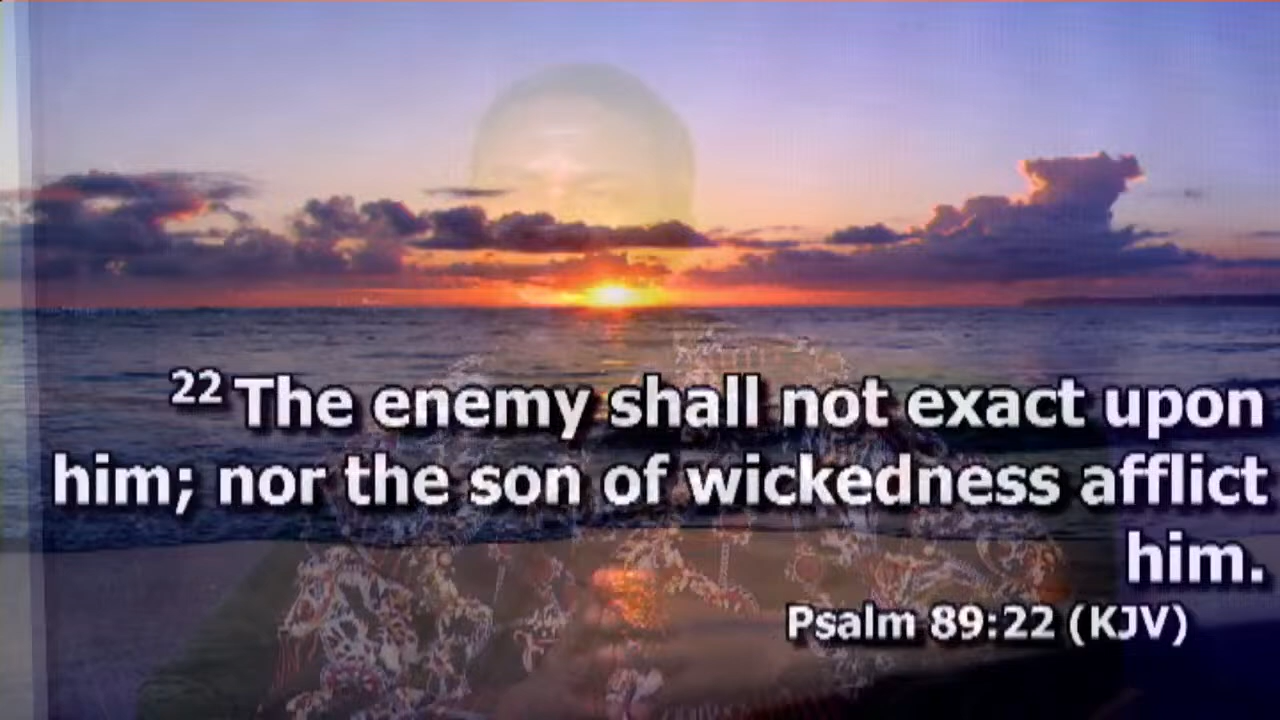 22 The enemy shall not exact upon
him; nor the son of wickedness afflict
him.
Psalm 89:22 (KJV)